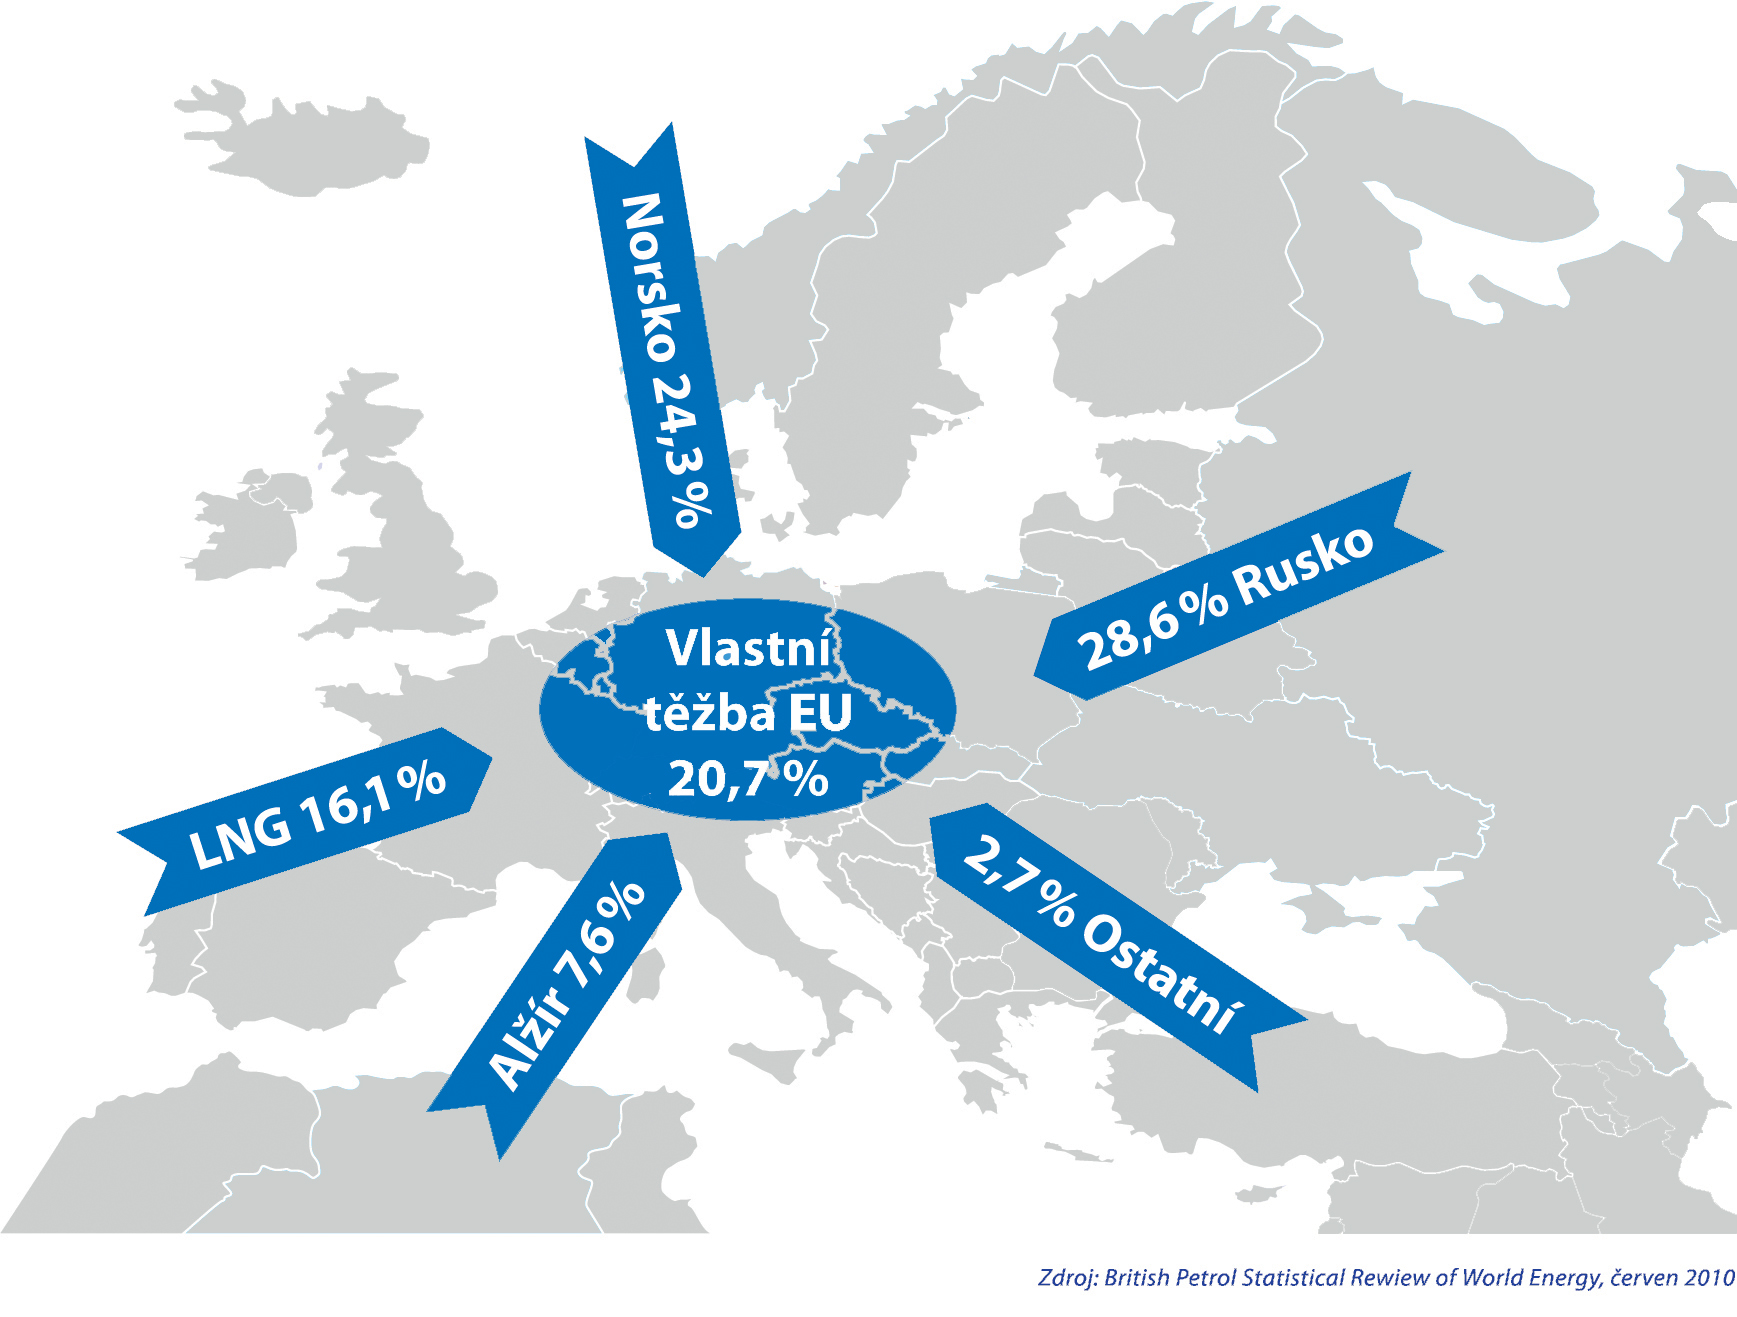 Norsko 24,3 %
28,6 % Rusko
Vlastní
těžba EU
20,7 %
LNG 16,1 %
Alžír 7,6 %
2,7 % Ostatní
Zdroj: British Petrol Statistical Rewiew of World Energy, červen 2010